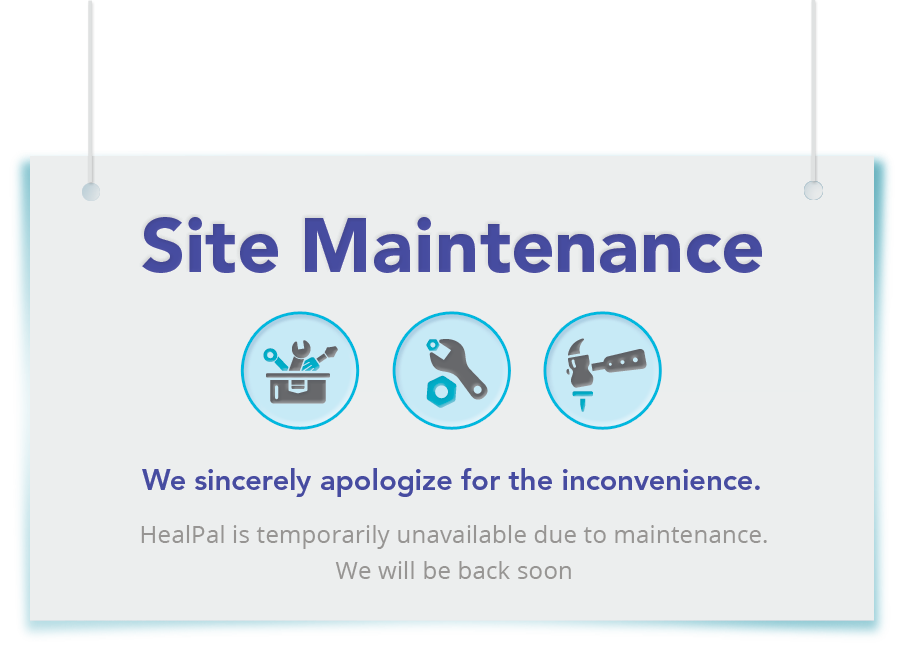 Site Maintenance
We sincerely apologize for the inconvenience.
HealPal is temporarily unavailable due to maintenance.
We will be back soon